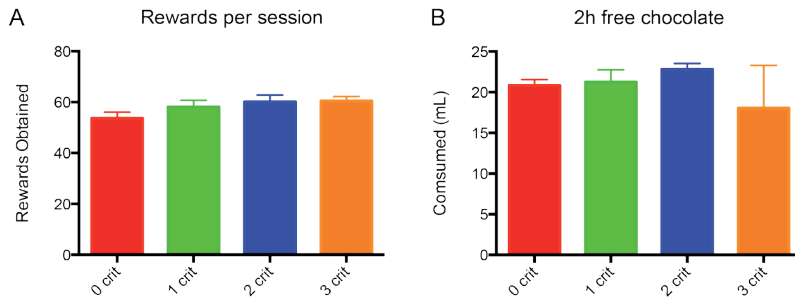 A
Rewards per session
Rewards Obtained
80
60
40
20
0
0 crit
1 crit
2 crit
3 crit
B
2h free chocolate
Comsumed (mL)
25
20
15
10
5
0
0 crit
1 crit
2 crit
3 crit